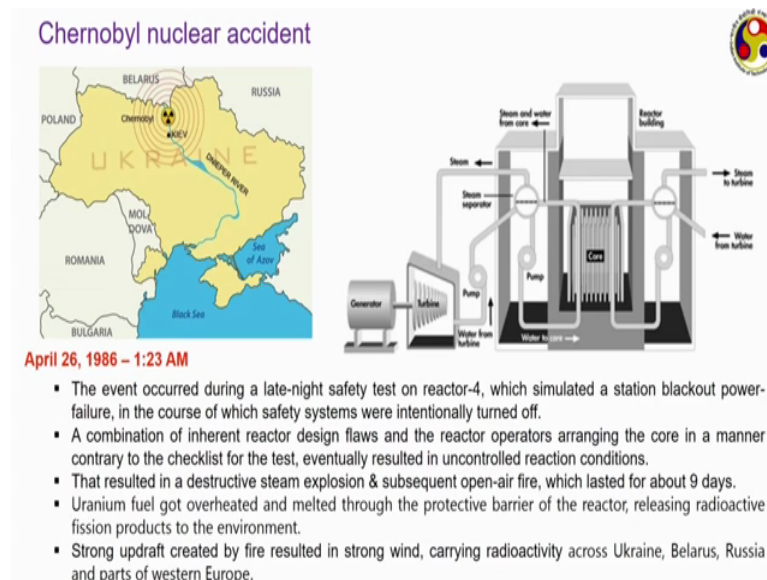 Chernobyl nuclear accident
BELARUS
RUSSIA
POLAND
Chernobyl
KIEV
UKRAINE
DNIEPER RIVER
MOL
DOVA
ROMANIA
Sea
of Azov
Black Sea
BULGARIA
Steam and water
from core
Reactor
building
Steam
Steam
to turbine
Steam
separator
Water
from turbine
Core
Pump
Pump
Generator
Turbine
Water from
turbine
Water to core
April 26, 1986 – 1:23 AM
▪ The event occurred during a late-night safety test on reactor-4, which simulated a station blackout power-
failure, in the course of which safety systems were intentionally turned off.
▪ A combination of inherent reactor design flaws and the reactor operators arranging the core in a manner
contrary to the checklist for the test, eventually resulted in uncontrolled reaction conditions.
▪ That resulted in a destructive steam explosion & subsequent open-air fire, which lasted for about 9 days.
▪ Uranium fuel got overheated and melted through the protective barrier of the reactor, releasing radioactive
fission products to the environment.
▪ Strong updraft created by fire resulted in strong wind, carrying radioactivity across Ukraine, Belarus, Russia
and parts of western Europe.